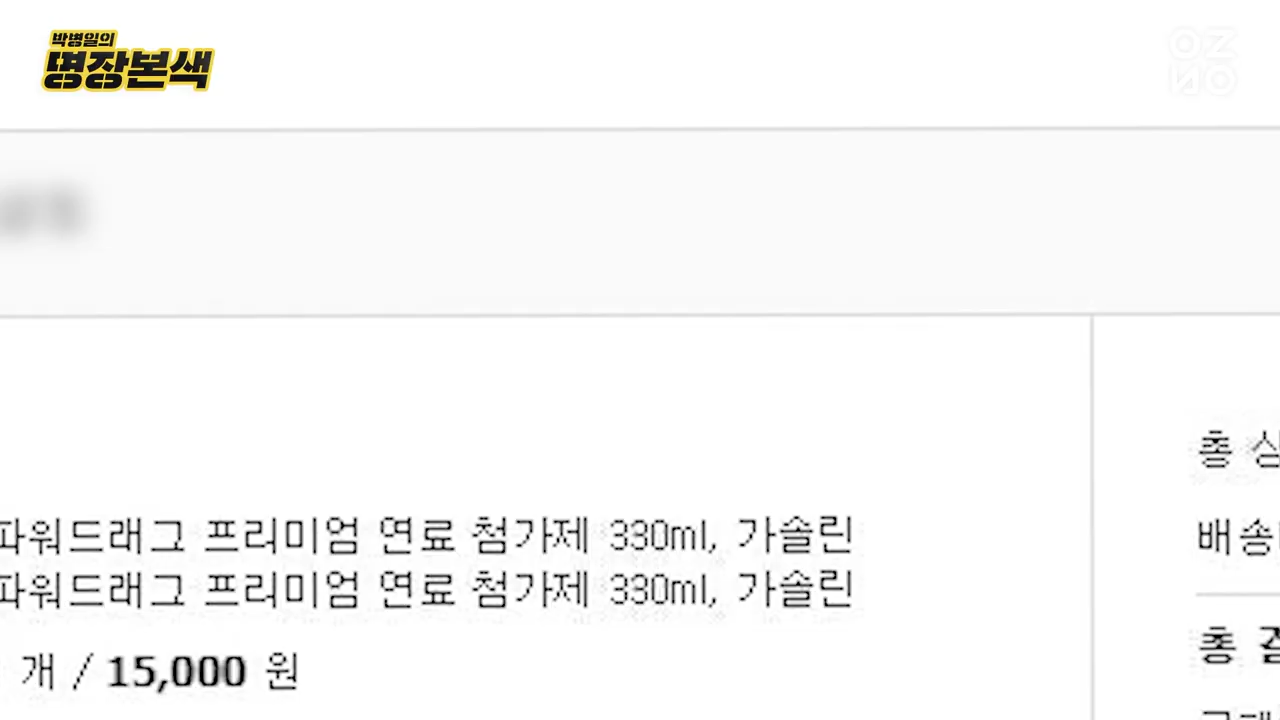 박병일의
명장본색
OZ
NO
총
파워드래그 프리미엄 연료 첨가제 330ml, 가솔린
배송
파워드래그 프리미엄 연료 첨가제 330ml, 가솔린
총
개 / 15,000 원